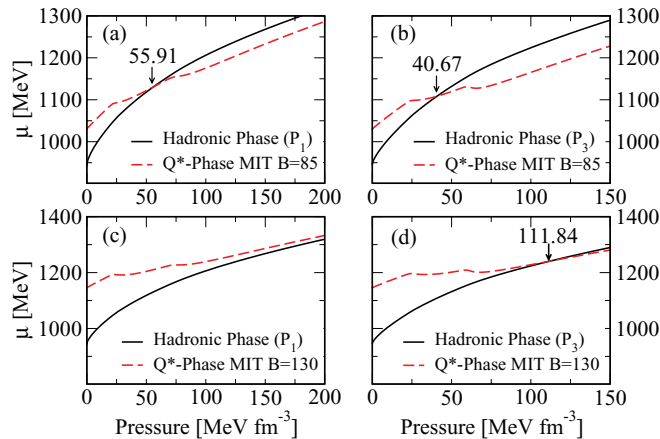 (a)
55.91
Hadronic Phase (P₁)
Q*-Phase MIT B=85
1300
1200
1100
1000
μ [MeV]
0
50
100
150
200
(b)
40.67
Hadronic Phase (P₃)
Q*-Phase MIT B=85
1300
1200
1100
1000
0
50
100
150
(c)
Hadronic Phase (P₁)
Q*-Phase MIT B=130
1400
1200
1000
μ [MeV]
0
50
100
150
200
Pressure [MeV fm⁻³]
(d)
111.84
Hadronic Phase (P₃)
Q*-Phase MIT B=130
1400
1200
1000
0
50
100
150
Pressure [MeV fm⁻³]